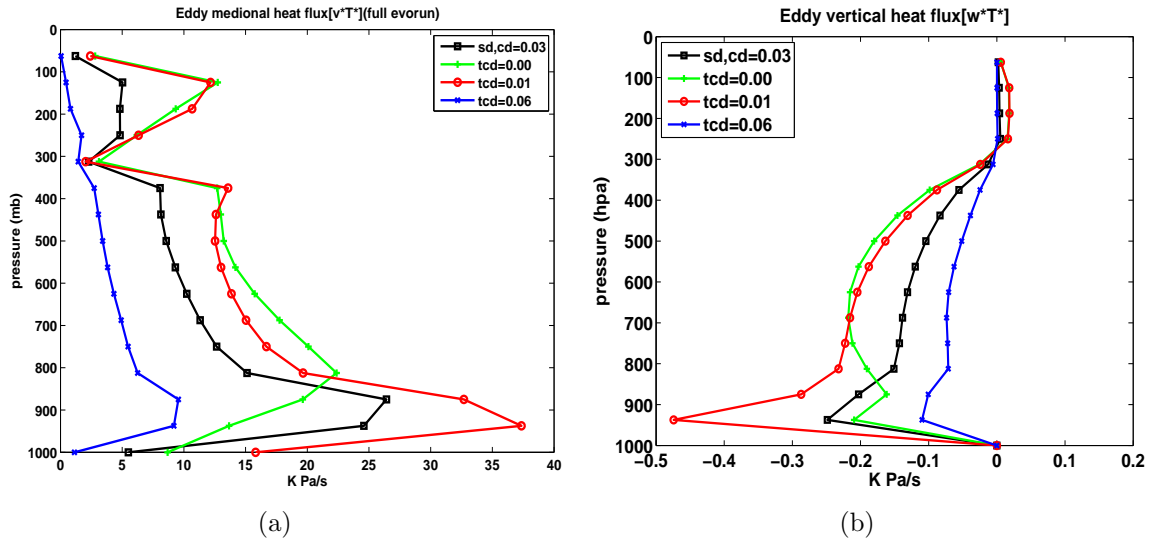 Eddy medional heat flux[v*T*](full evorun)
0
100
200
300
400
500
600
700
800
900
1000
pressure (mb)
0 5 10 15 20 25 30 35 40
K Pa/s
sd,cd=0.03
tcd=0.00
tcd=0.01
tcd=0.06
(a)
Eddy vertical heat flux[w*T*]
0
100
200
300
400
500
600
700
800
900
1000
pressure (hpa)
−0.5 −0.4 −0.3 −0.2 −0.1 0 0.1 0.2
K Pa/s
sd,cd=0.03
tcd=0.00
tcd=0.01
tcd=0.06
(b)